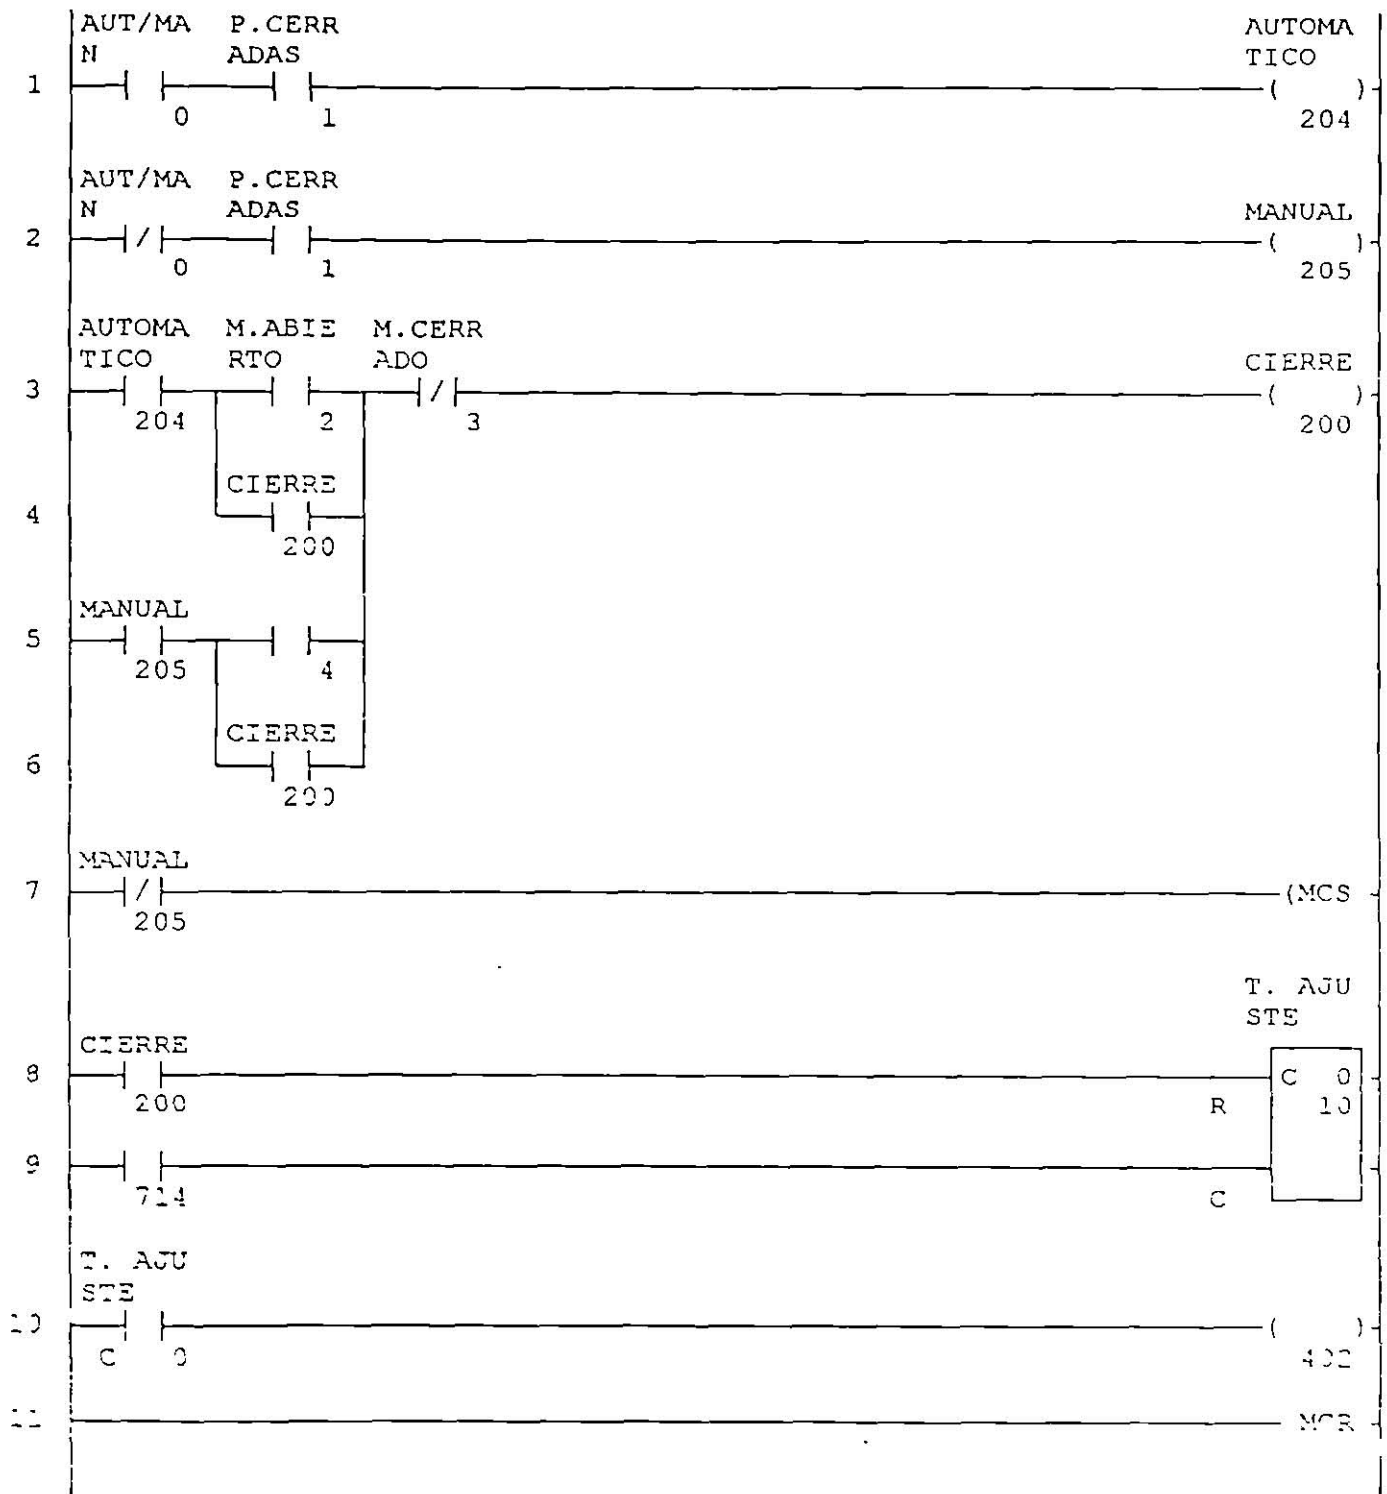 AUT/MA P.CERR AUTOMA
N ADAS TICO
1 ( )
0 1 204
AUT/MA P.CERR
N ADAS MANUAL
2 / ( )
0 1 205
AUTOMA M.ABIE M.CERR
TICO RTO ADO CIERRE
3 / ( )
204 2 3 200
CIERRE
4
200
MANUAL
5
205 4
CIERRE
6
200
MANUAL
7 / (MCS
205
T. AJU
STE
CIERRE
8 C 0
200 R 10
9
714 C
T. AJU
STE
10 ( )
C 0 402
11 MCR